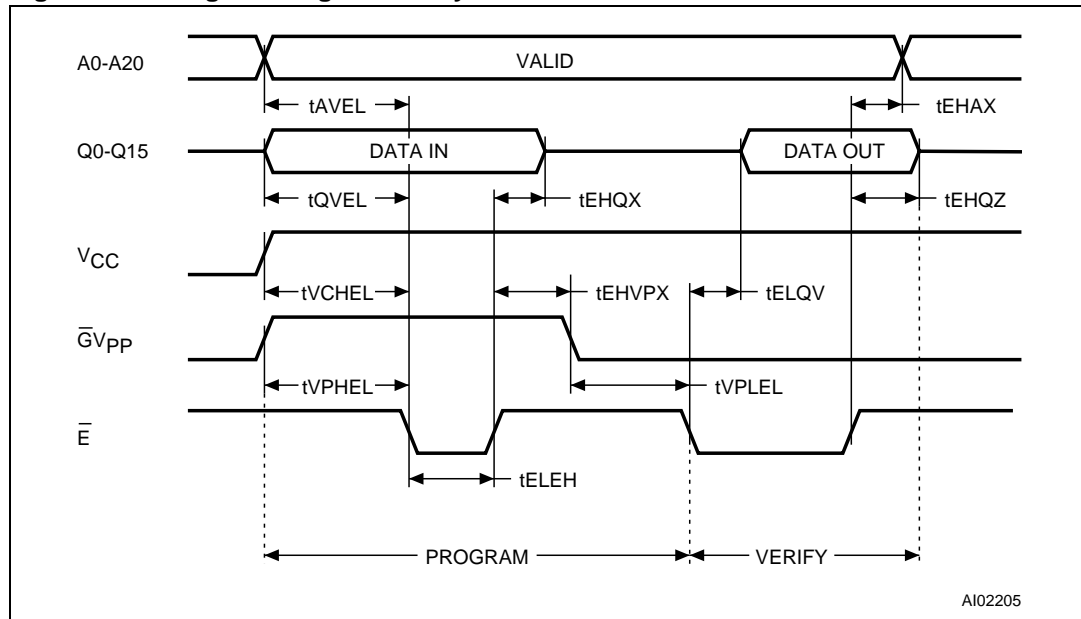 A0-A20
VALID
tAVEL
tEHAX
Q0-Q15
DATA IN
DATA OUT
tQVEL
tEHQX
tEHQZ
VCC
tVCHEL
tEHVPX
tELQV
G̅VPP
tVPHEL
tVPLEL
E̅
tELEH
PROGRAM
VERIFY
AI02205